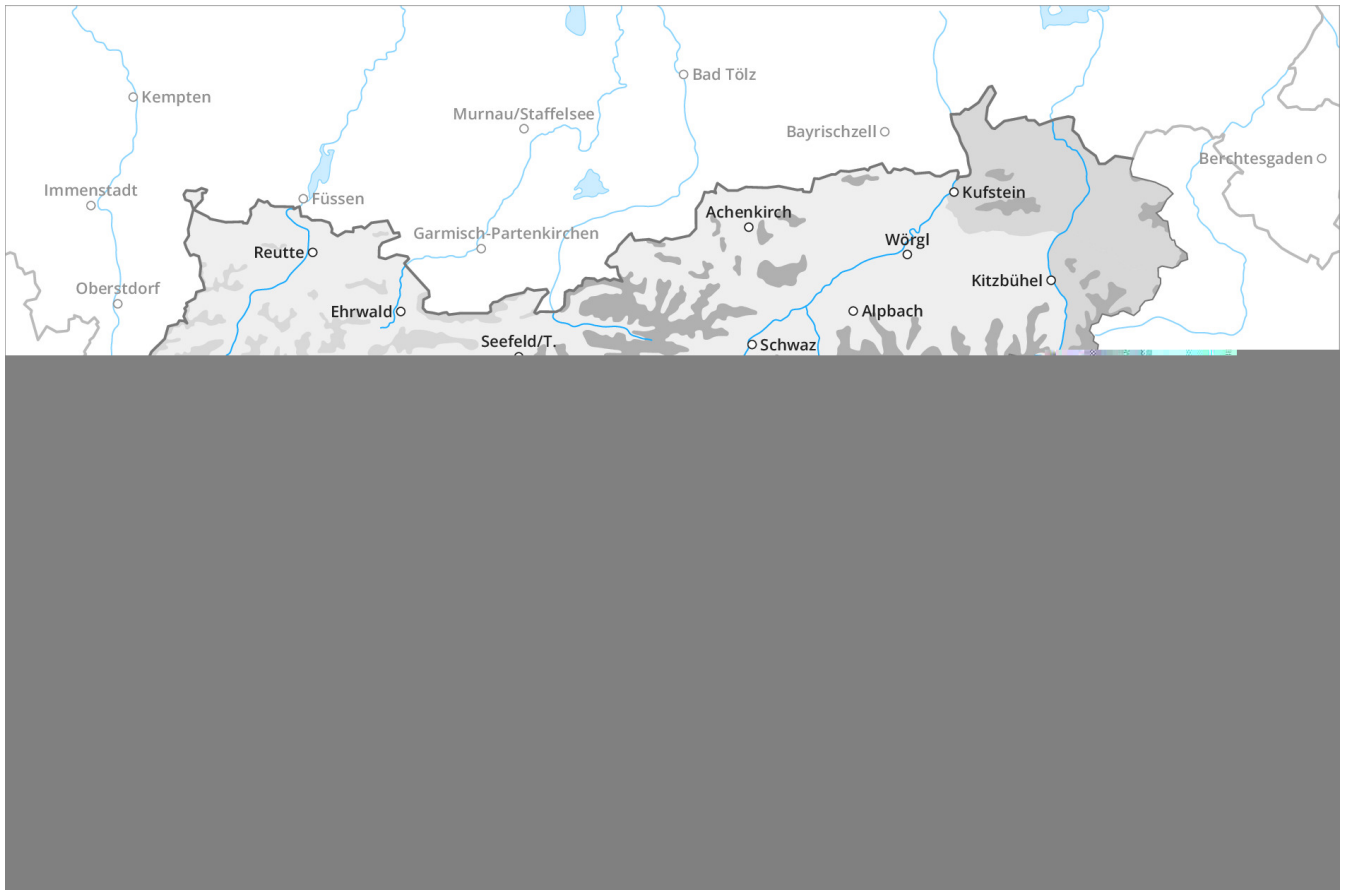 Bad Tölz
Kempten
Murnau/Staffelsee
Bayrischzell
Berchtesgaden
Immenstadt
Kufstein
Füssen
Achenkirch
Garmisch-Partenkirchen
Wörgl
Reutte
Kitzbühel
Oberstdorf
Ehrwald
Alpbach
Seefeld/T.
Schwaz